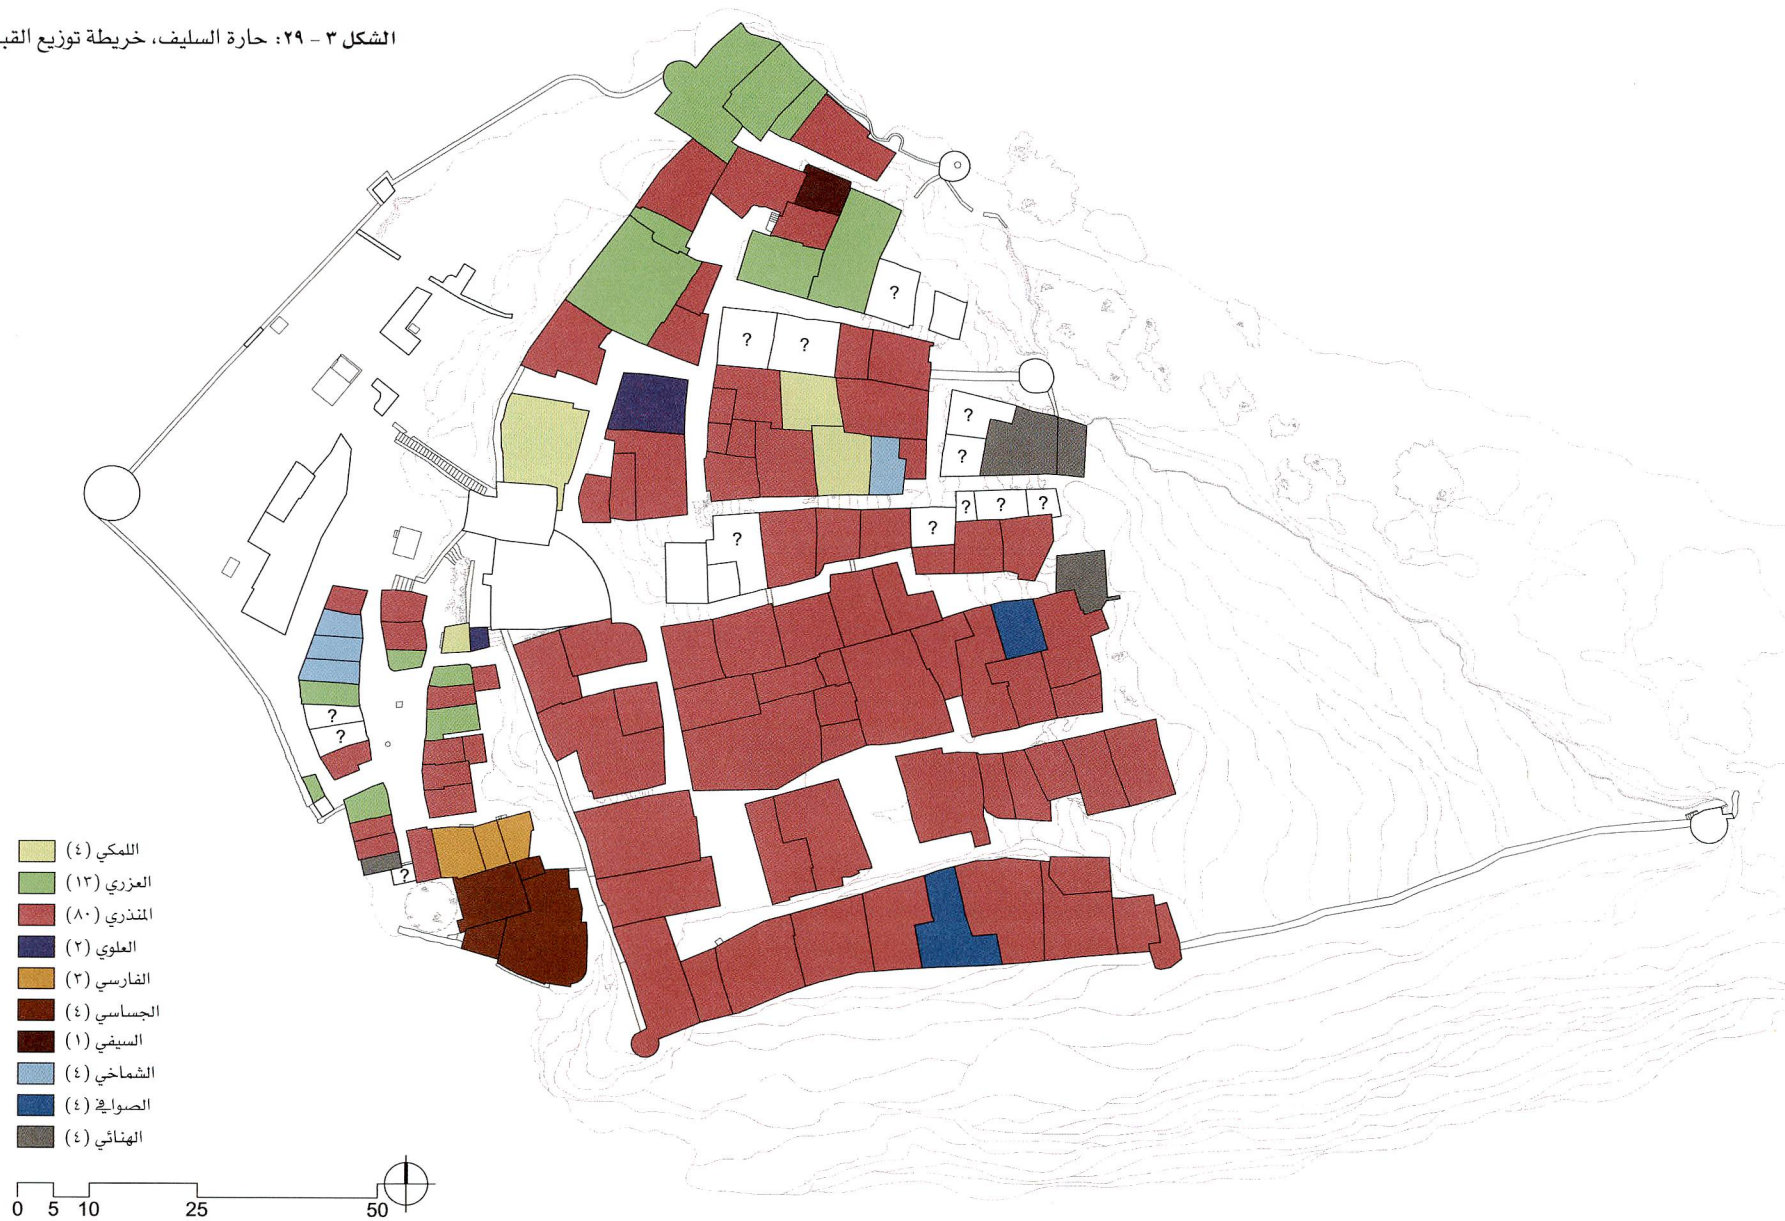 الشكل ٣ - ٢٩: حارة السليف، خريطة توزيع القب
?
?
?
?
?
?
?
?
?
?
?
?
?
?
اللمكي (٤)
العزري (١٣)
المنذري (٨٠)
العلوي (٢)
الفارسي (٣)
الجساسي (٤)
السيفي (١)
الشماخي (٤)
الصوافي (٤)
الهنائي (٤)
0 5 10 25 50